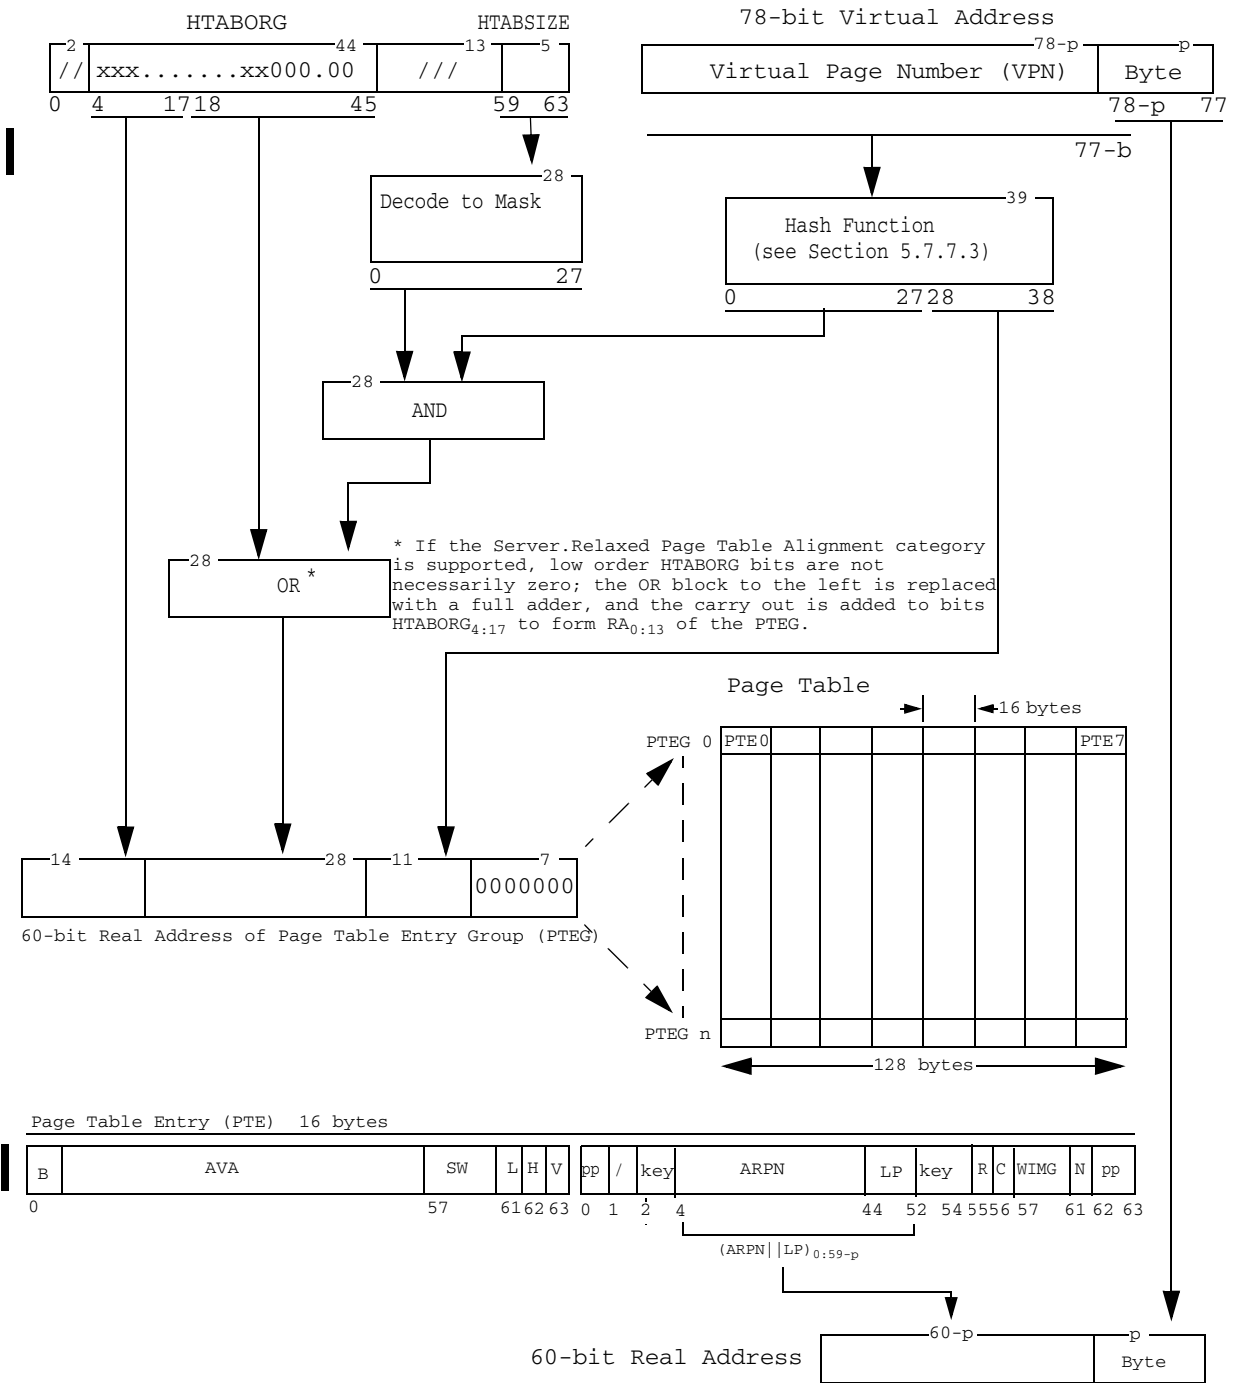 HTABORG HTABSIZE 78-bit Virtual Address
2 44 13 5 78-p p
// xxx.......xx000.00 /// Virtual Page Number (VPN) Byte
0 4 17 18 45 59 63 78-p 77
77-b
28
Decode to Mask
0 27
39
Hash Function
(see Section 5.7.7.3)
0 27 28 38
28
AND
28
OR *
* If the Server.Relaxed Page Table Alignment category
is supported, low order HTABORG bits are not
necessarily zero; the OR block to the left is replaced
with a full adder, and the carry out is added to bits
HTABORG4:17 to form RA0:13 of the PTEG.
Page Table
16 bytes
PTEG 0 PTE0 PTE7
14 28 11 7
0000000
60-bit Real Address of Page Table Entry Group (PTEG)
PTEG n
128 bytes
Page Table Entry (PTE) 16 bytes
B AVA SW L H V pp / key ARPN LP key R C WIMG N pp
0 57 61 62 63 0 1 2 4 44 52 54 55 56 57 61 62 63
(ARPN||LP)0:59-p
60-p p
60-bit Real Address Byte